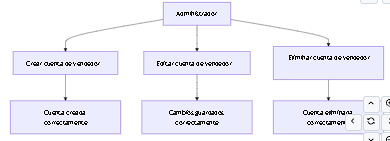 Administrador
Crear cuenta de vendedor
Editar cuenta de vendedor
Eliminar cuenta de vendedor
Cuenta creada
correctamente
Cambios guardados
correctamente
Cuenta eliminada